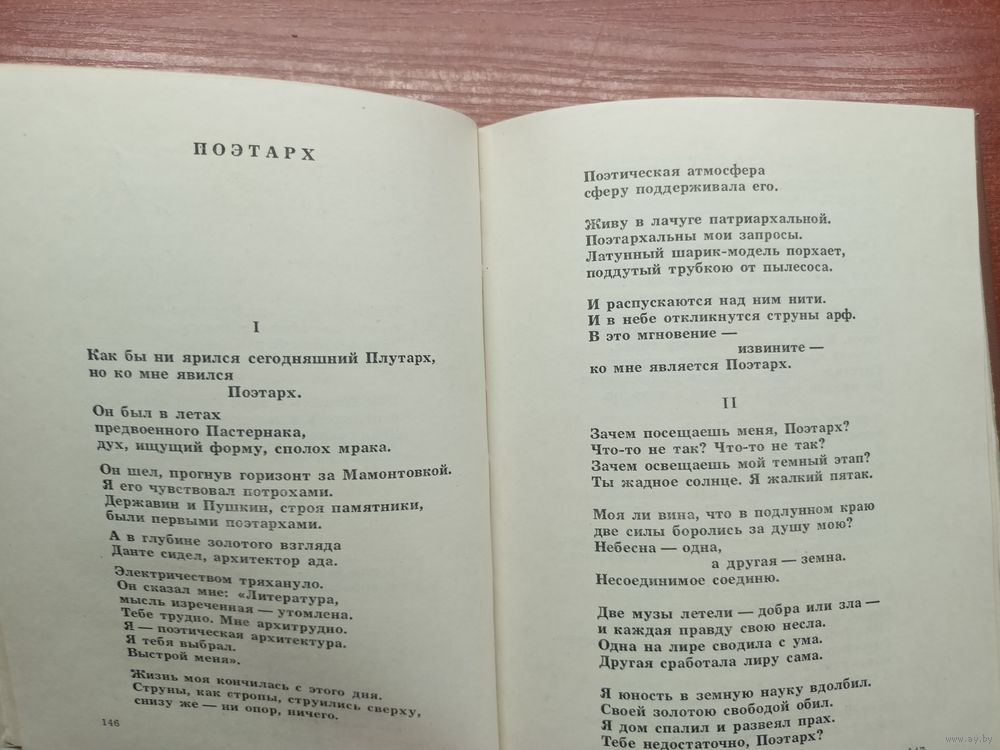 ПОЭТАРХ
I
Как бы ни ярился сегодняшний Плутарх,
но ко мне явился
Поэтарх.
Он был в летах
предвоенного Пастернака,
дух, ищущий форму, сполох мрака.
Он шел, прогнув горизонт за Мамонтовкой.
Я его чувствовал потрохами.
Державин и Пушкин, строя памятники,
были первыми поэтархами.
А в глубине золотого взгляда
Данте сидел, архитектор ада.
Электричеством тряхануло.
Он сказал мне: «Литература,
мысль изреченная — утомлена.
Тебе трудно. Мне архитрудно.
Я — поэтическая архитектура.
Я тебя выбрал.
Выстрой меня».
Жизнь моя кончилась с этого дня.
Струны, как стропы, струились сверху,
снизу же — ни опор, ничего.
146
Поэтическая атмосфера
сферу поддерживала его.
Живу в лачуге патриархальной.
Поэтархальны мои запросы.
Латунный шарик-модель порхает,
поддутый трубкою от пылесоса.
И распускаются над ним нити.
И в небе откликнутся струны арф.
В это мгновение —
извините —
ко мне является Поэтарх.
II
Зачем посещаешь меня, Поэтарх?
Что-то не так? Что-то не так?
Зачем освещаешь мой темный этап?
Ты жадное солнце. Я жалкий пятак.
Моя ли вина, что в подлунном краю
две силы боролись за душу мою?
Небесна — одна,
а другая — земна.
Несоединимое соединю.
Две музы летели — добра или зла —
и каждая правду свою несла.
Одна на лире сводила с ума.
Другая сработала лиру сама.
Я юность в земную науку вдолбил.
Своей золотою свободой обил.
Я дом спалил и развеял прах.
Тебе недостаточно, Поэтарх?
www.ay.by